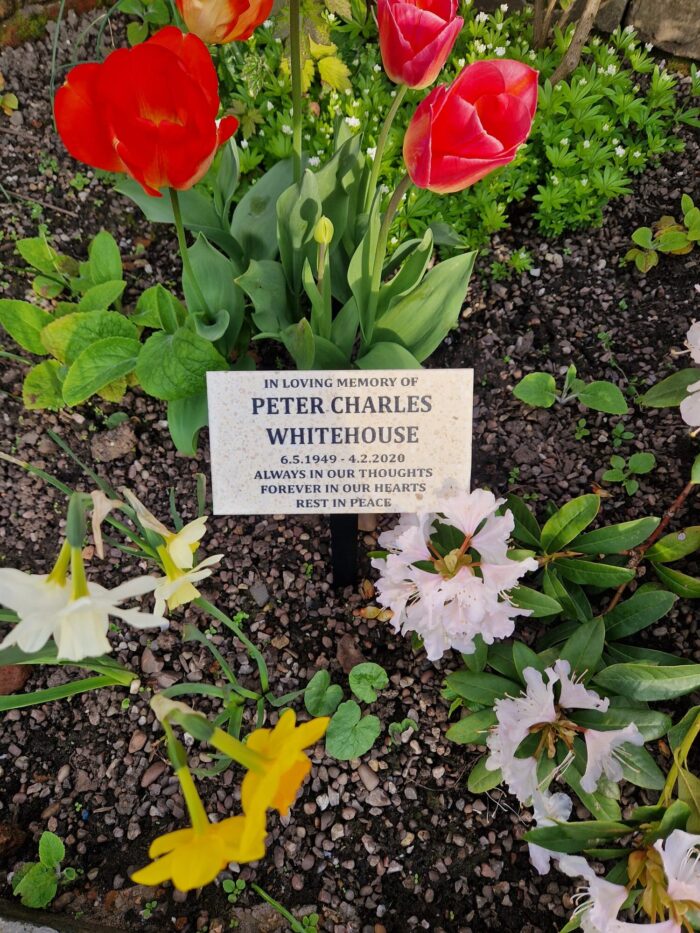 IN LOVING MEMORY OF
PETER CHARLES
WHITEHOUSE
6.5.1949 - 4.2.2020
ALWAYS IN OUR THOUGHTS
FOREVER IN OUR HEARTS
REST IN PEACE